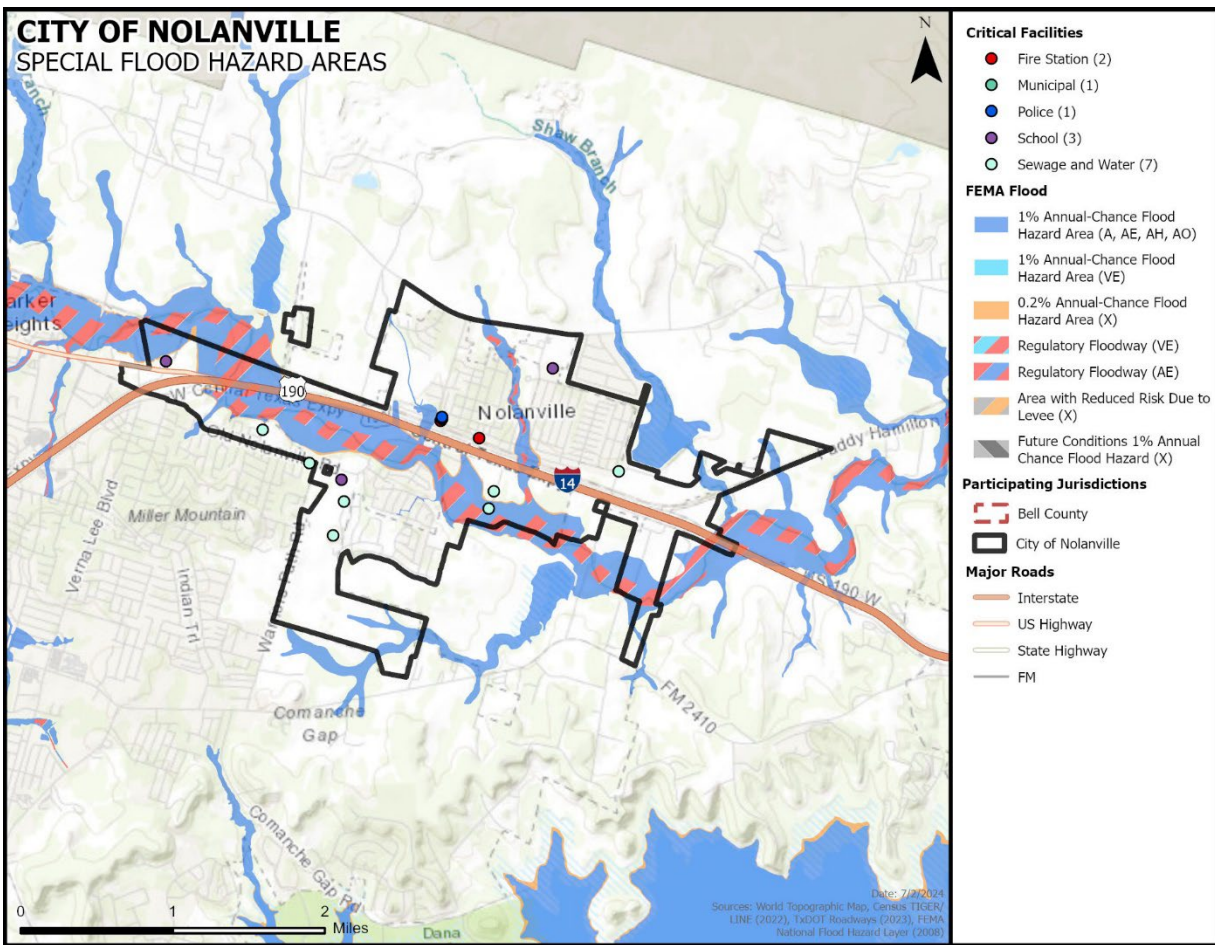 CITY OF NOLANVILLE
SPECIAL FLOOD HAZARD AREAS
N
Branch
Shaw Branch
arker
eights
190
W Central Texas Expy
Old Nolanville Rd
Nolanville
14
Paddy Hamilton
US 190 W
Miller Mountain
Verna Lee Blvd
Indian Trl
FM 2410
Comanche
Gap
Comanche Gap Rd
Dana
0 1 2
Miles
Date: 7/2/2024
Sources: World Topographic Map, Census TIGER/
LINE (2022), TxDOT Roadways (2023), FEMA
National Flood Hazard Layer (2008)
Critical Facilities
Fire Station (2)
Municipal (1)
Police (1)
School (3)
Sewage and Water (7)
FEMA Flood
1% Annual-Chance Flood
Hazard Area (A, AE, AH, AO)
1% Annual-Chance Flood
Hazard Area (VE)
0.2% Annual-Chance Flood
Hazard Area (X)
Regulatory Floodway (VE)
Regulatory Floodway (AE)
Area with Reduced Risk Due to
Levee (X)
Future Conditions 1% Annual
Chance Flood Hazard (X)
Participating Jurisdictions
Bell County
City of Nolanville
Major Roads
Interstate
US Highway
State Highway
FM